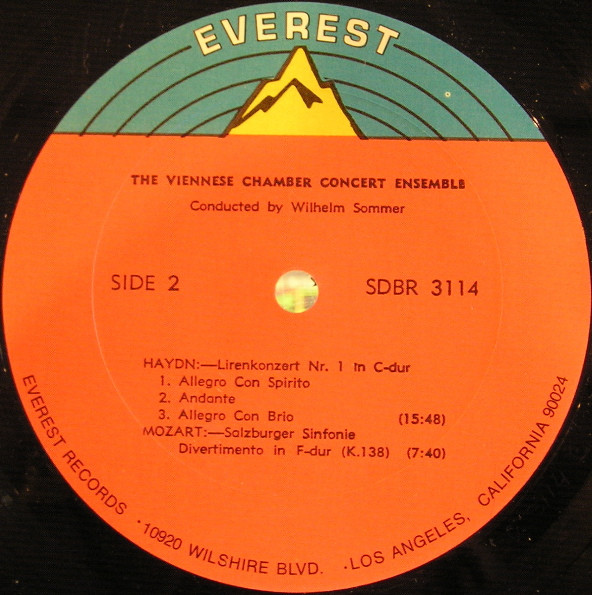 EVEREST
THE VIENNESE CHAMBER CONCERT ENSEMBLE
Conducted by Wilhelm Sommer
SIDE 2
SDBR 3114
HAYDN:—Lirenkonzert Nr. 1 in C-dur
1. Allegro Con Spirito
2. Andante
3. Allegro Con Brio (15:48)
MOZART:—Salzburger Sinfonie
Divertimento in F-dur (K.138) (7:40)
EVEREST RECORDS · 10920 WILSHIRE BLVD. · LOS ANGELES, CALIFORNIA 90024